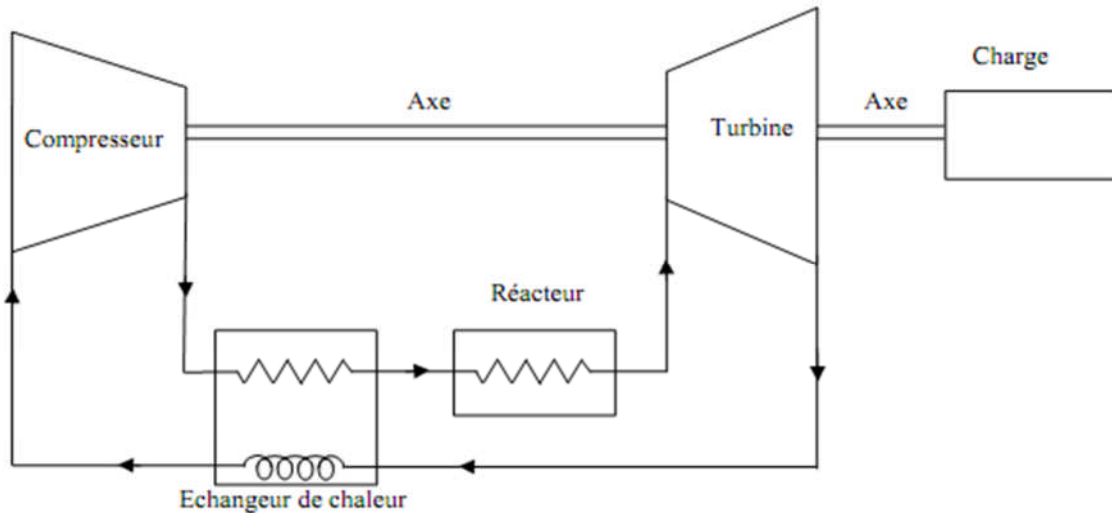 Charge
Axe
Axe
Compresseur
Turbine
Réacteur
Echangeur de chaleur